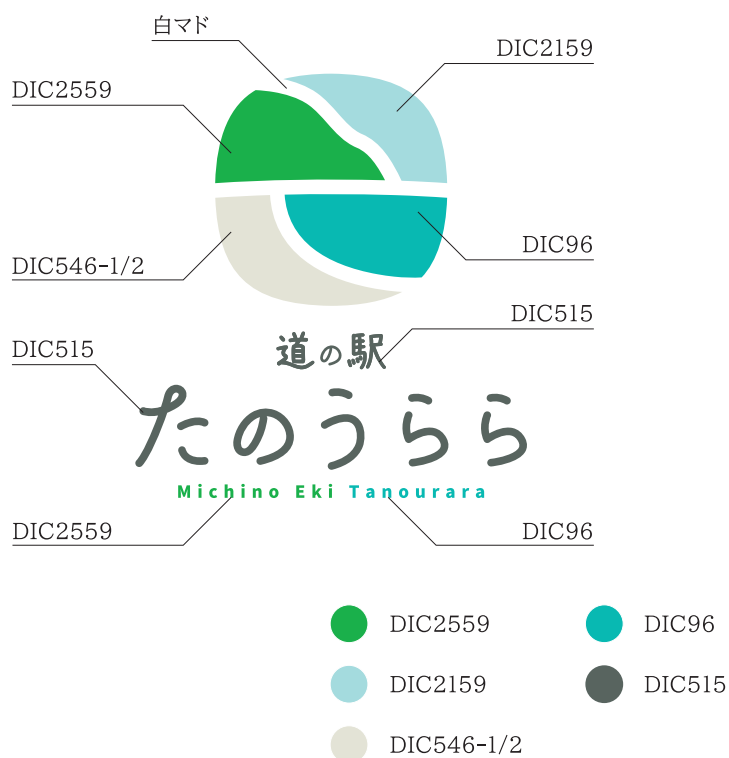 白マド
DIC2159
DIC2559
DIC96
DIC546-1/2
DIC515
道の駅
DIC515
たのうらら
Michino Eki Tanourara
DIC2559
DIC96
DIC2559
DIC96
DIC2159
DIC515
DIC546-1/2